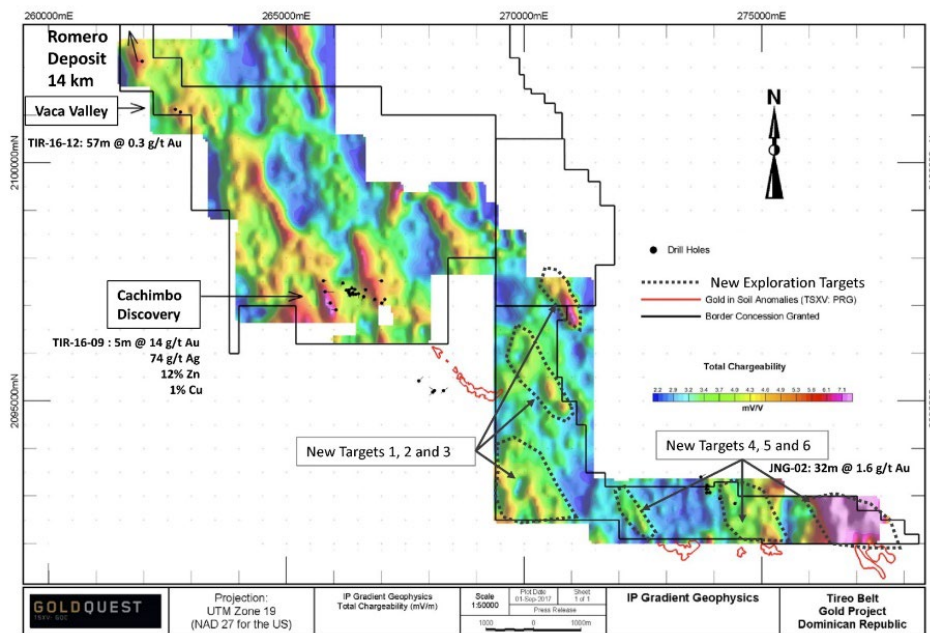 260000mE
265000mE
270000mE
275000mE
Romero
Deposit
14 km
Vaca Valley
TIR-16-12: 57m @ 0.3 g/t Au
2100000mN
N
Drill Holes
New Exploration Targets
Gold in Soil Anomalies (TSXV: PRG)
Border Concession Granted
Cachimbo
Discovery
TIR-16-09 : 5m @ 14 g/t Au
74 g/t Ag
12% Zn
1% Cu
Total Chargeability
mV/V
2095000mN
New Targets 1, 2 and 3
New Targets 4, 5 and 6
JNG-02: 32m @ 1.6 g/t Au
GOLDQUEST
Projection:
UTM Zone 19
(NAD 27 for the US)
IP Gradient Geophysics
Total Chargeability (mV/m)
Scale
1:50000
Plot Date
01-Sep-2017
Sheet
1 of 1
Press Release
1000 0 1000m
IP Gradient Geophysics
Tireo Belt
Gold Project
Dominican Republic